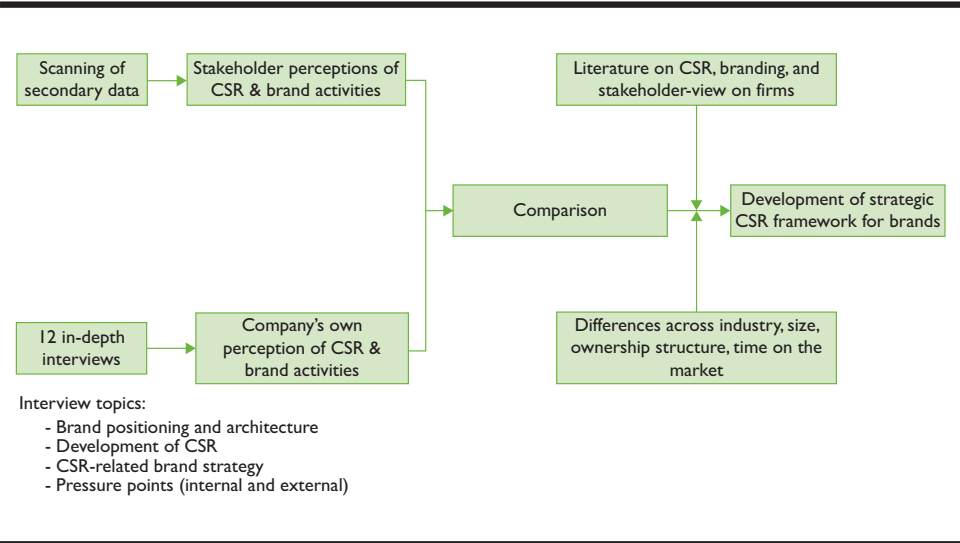 Scanning of
secondary data
Stakeholder perceptions of
CSR & brand activities
Literature on CSR, branding, and
stakeholder-view on firms
Comparison
Development of strategic
CSR framework for brands
12 in-depth
interviews
Company's own
perception of CSR &
brand activities
Differences across industry, size,
ownership structure, time on the
market
Interview topics:
- Brand positioning and architecture
- Development of CSR
- CSR-related brand strategy
- Pressure points (internal and external)